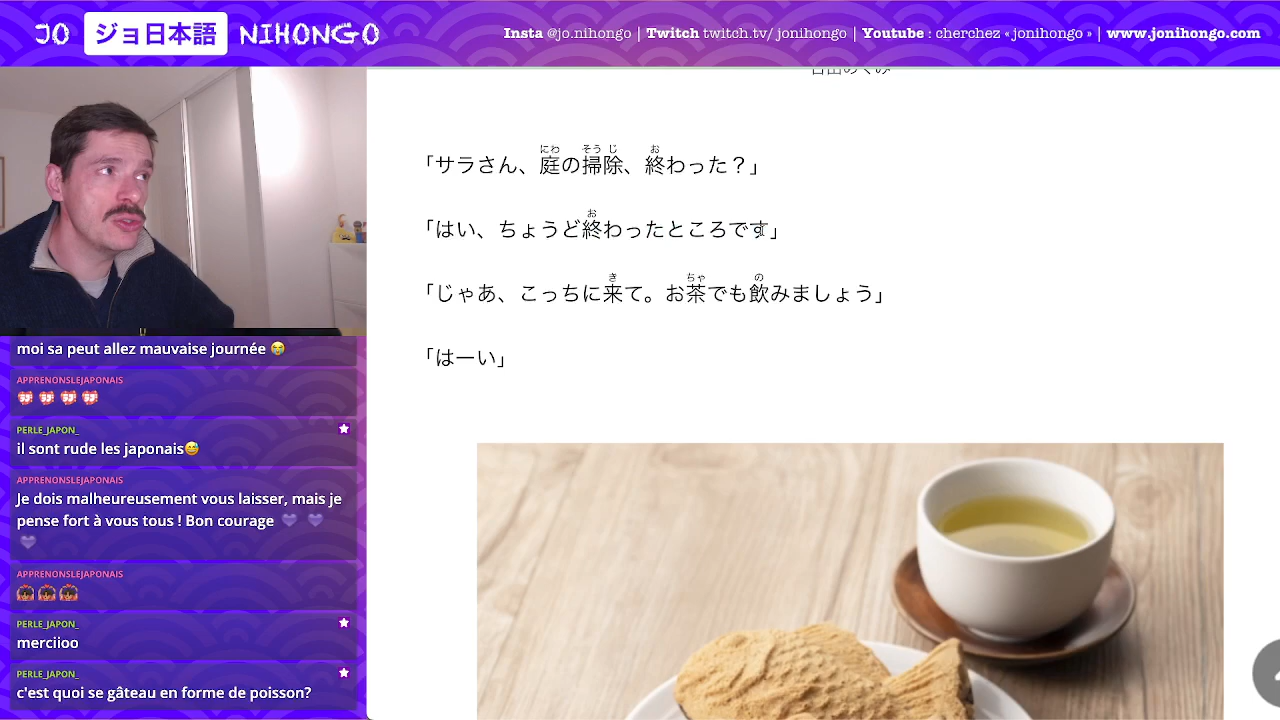 JO ジョ日本語 NIHONGO
Insta @jo.nihongo | Twitch twitch.tv/ jonihongo | Youtube : cherchez « jonihongo » | www.jonihongo.com
「サラさん、庭の掃除、終わった？」
「はい、ちょうど終わったところです」
「じゃあ、こっちに来て。お茶でも飲みましょう」
「はーい」
moi sa peut allez mauvaise journée 😭
APPRENONSLEJAPONAIS
PERLE_JAPON_
il sont rude les japonais😅
APPRENONSLEJAPONAIS
Je dois malheureusement vous laisser, mais je
pense fort à vous tous ! Bon courage
APPRENONSLEJAPONAIS
PERLE_JAPON_
merciioo
PERLE_JAPON_
c'est quoi se gâteau en forme de poisson?